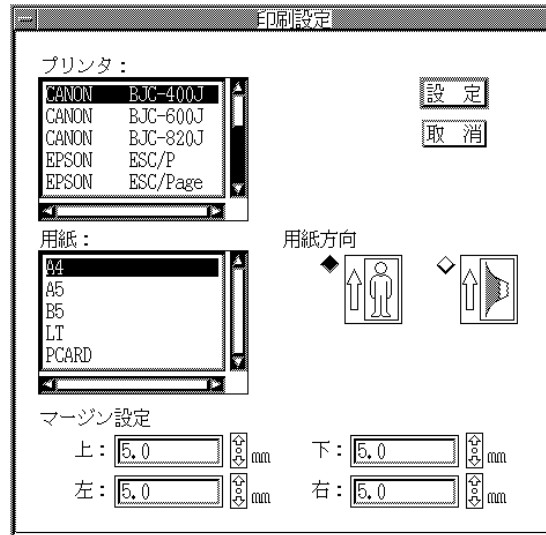 印刷設定
プリンタ：
CANON BJC-400J
CANON BJC-600J
CANON BJC-820J
EPSON ESC/P
EPSON ESC/Page
設 定
取 消
用紙：
A4
A5
B5
LT
PCARD
用紙方向
マージン設定
上：5.0 mm 下：5.0 mm
左：5.0 mm 右：5.0 mm